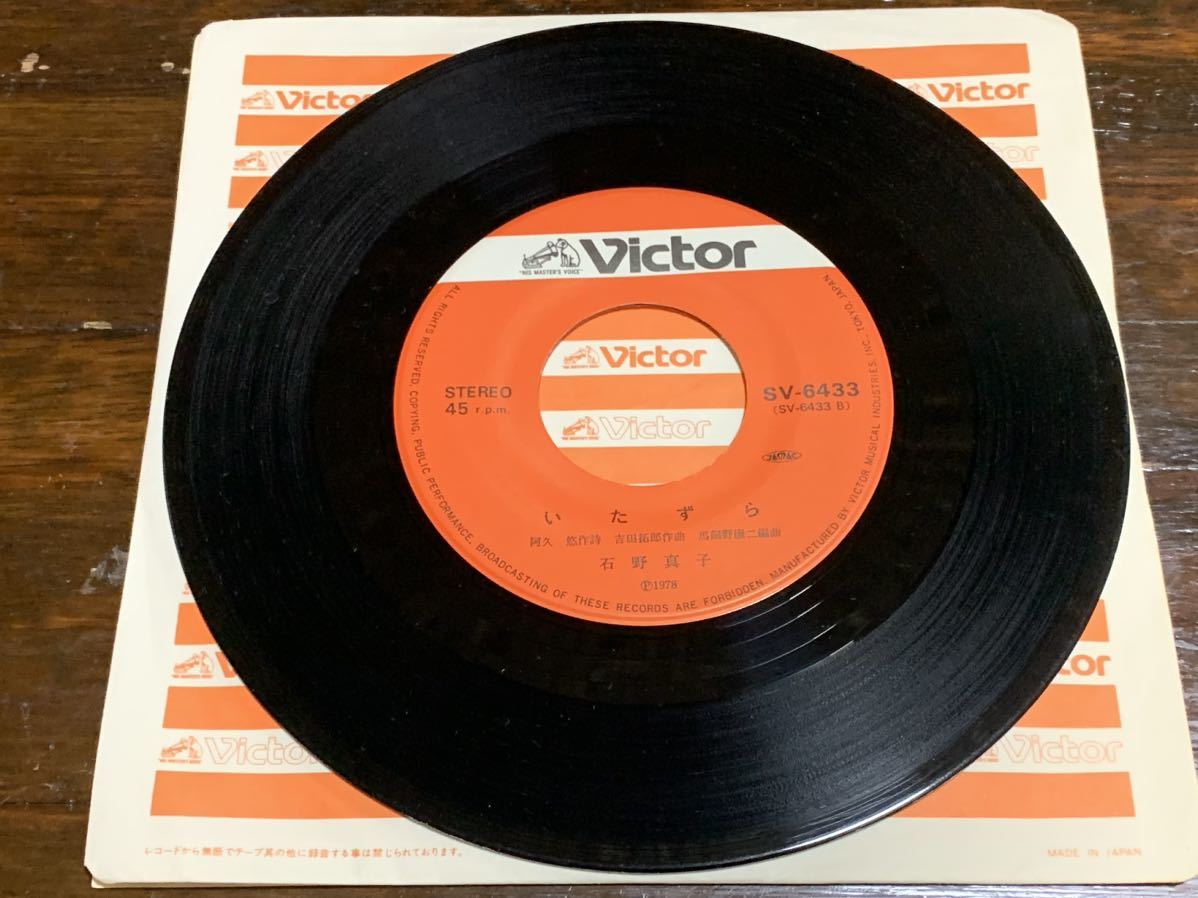 Victor
Victor
Victor
"HIS MASTER'S VOICE"
Victor
Victor
STEREO
45 r.p.m.
SV-6433
(SV-6433 B)
JASRAC
いたずら
阿久 悠作詩 吉田拓郎作曲 馬飼野康二編曲
石野真子
Ⓟ1978
ALL RIGHTS RESERVED. COPYING, PUBLIC PERFORMANCE, BROADCASTING OF THESE RECORDS ARE FORBIDDEN. MANUFACTURED BY VICTOR MUSICAL INDUSTRIES, INC., TOKYO, JAPAN
Victor
レコードから無断でテープ其の他に録音する事は禁じられております。
MADE IN JAPAN